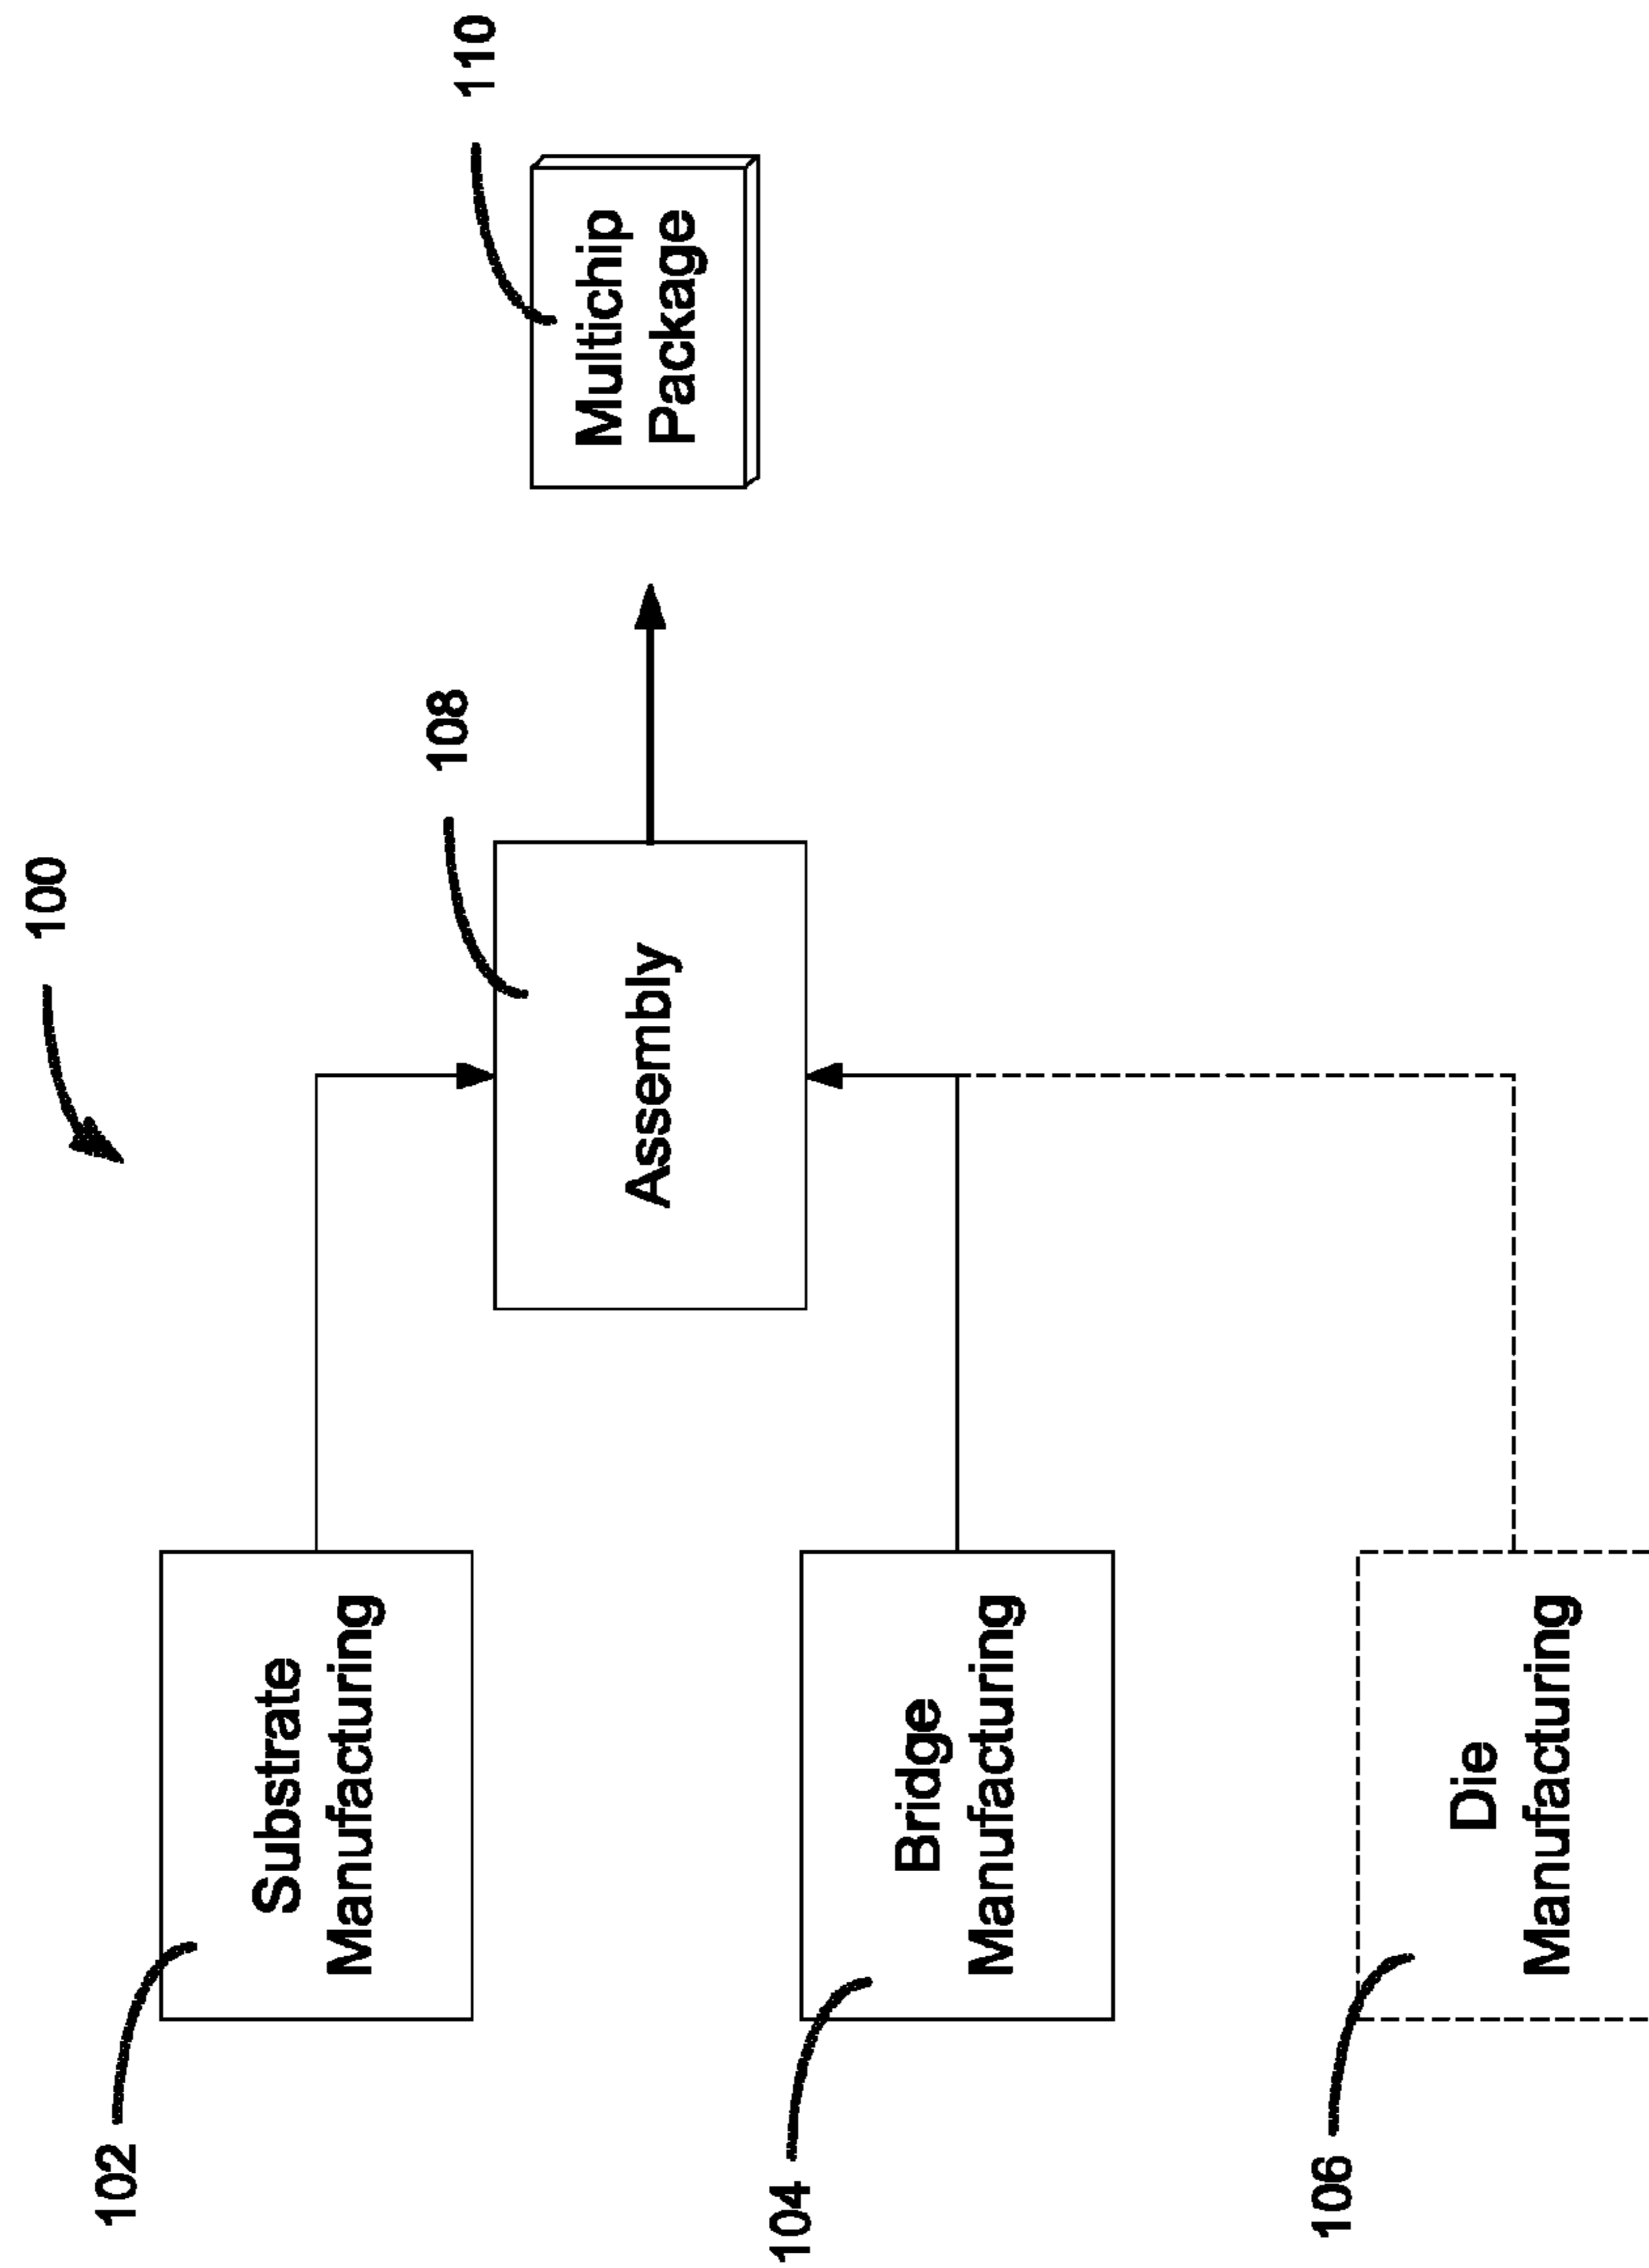 100
102
Substrate
Manufacturing
108
Assembly
110
Multichip
Package
104
Bridge
Manufacturing
106
Die
Manufacturing